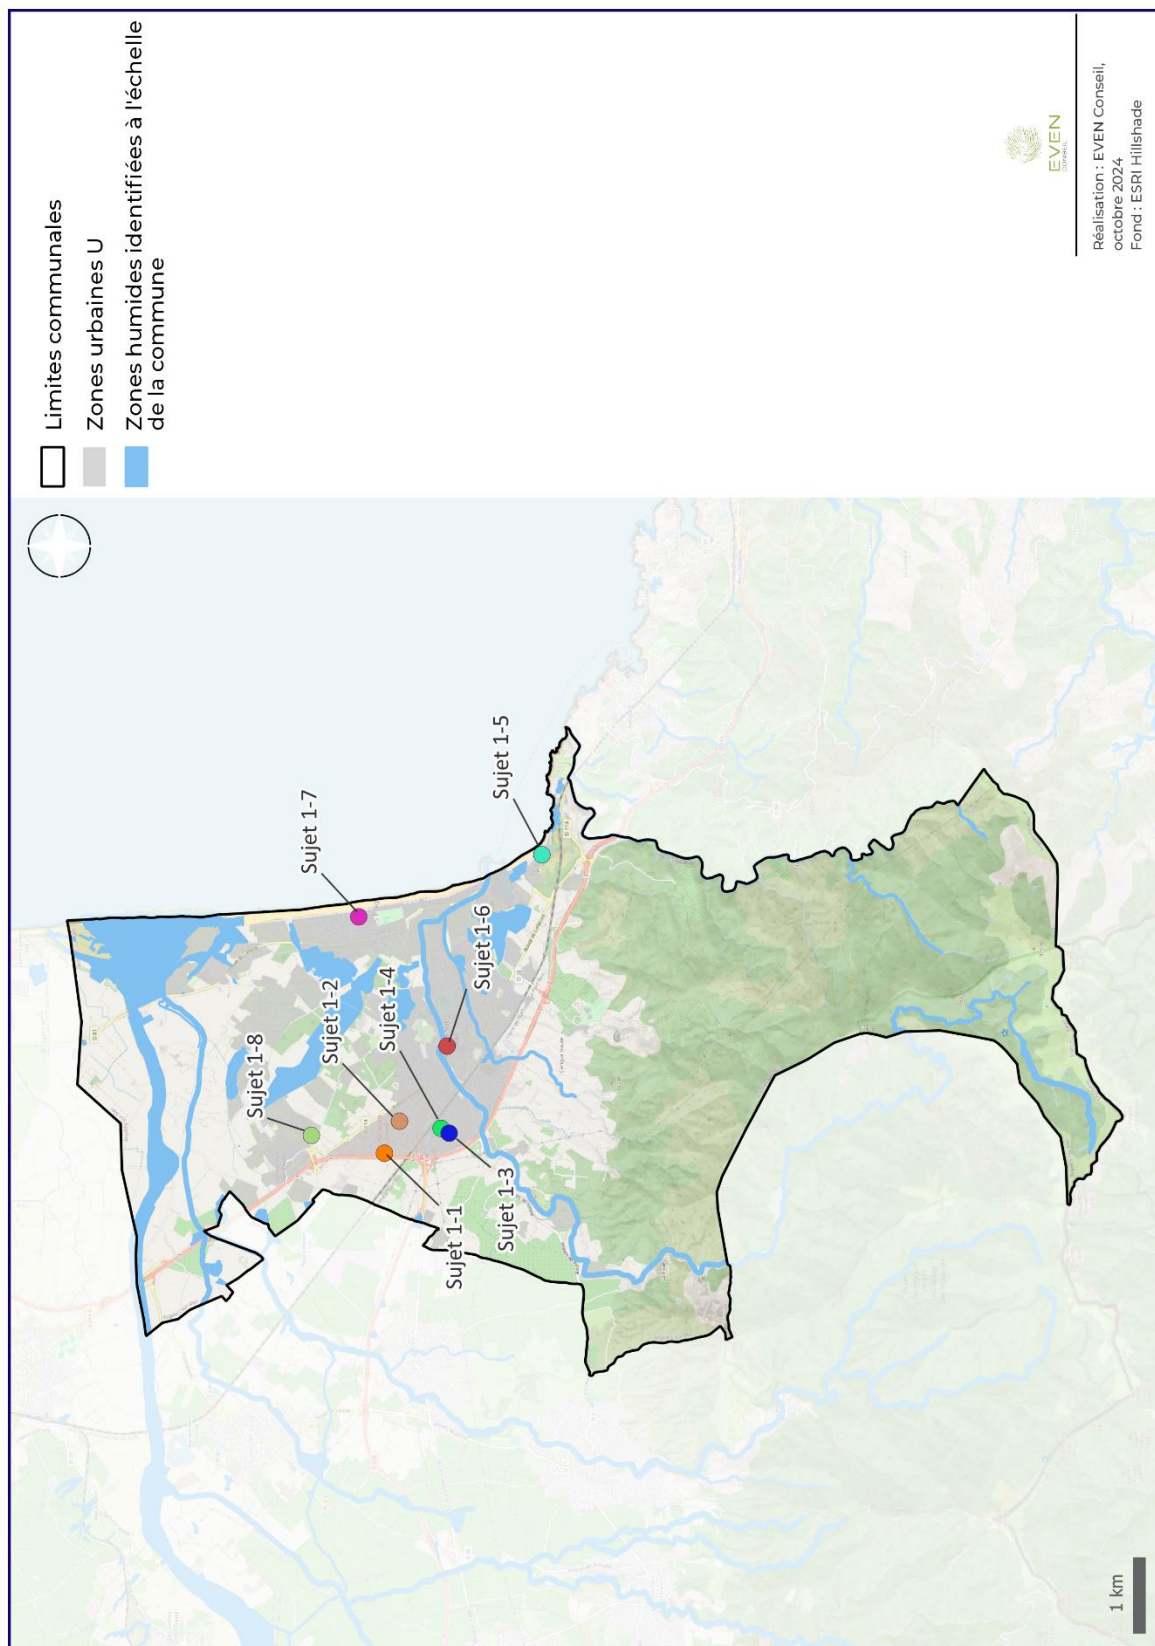 Limites communales
Zones urbaines U
Zones humides identifiées à l'échelle
de la commune
Sujet 1-8
Sujet 1-2
Sujet 1-4
Sujet 1-7
Sujet 1-5
Sujet 1-6
Sujet 1-3
Sujet 1-1
1 km
EVEN
CONSEIL
Réalisation : EVEN Conseil,
octobre 2024
Fond : ESRI Hillshade